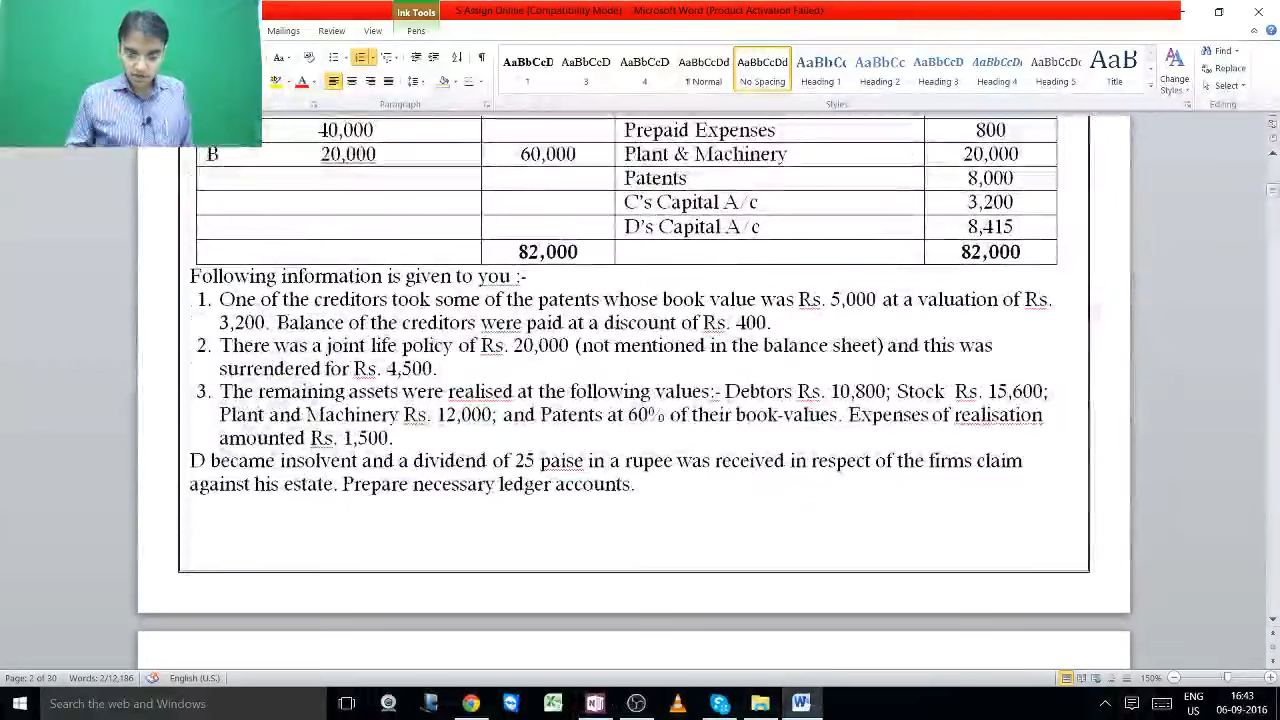 Ink Tools
S Assign Online [Compatibility Mode] - Microsoft Word (Product Activation Failed)
Mailings Review View Pens
Find
Replace
Select
Change Styles
AaBbCcD AaBbCcD AaBbCcD AaBbCcDd AaBbCcDd AaBbCc AaBbCc AaBbCcD AaBbCcD AaBbCcDc AaB
1 3 4 ¶ Normal No Spacing Heading 1 Heading 2 Heading 3 Heading 4 Heading 5 Title
Paragraph Styles Editing
40,000 Prepaid Expenses 800
B 20,000 60,000 Plant & Machinery 20,000
Patents 8,000
C's Capital A/c 3,200
D's Capital A/c 8,415
82,000 82,000
Following information is given to you :-
1. One of the creditors took some of the patents whose book value was Rs. 5,000 at a valuation of Rs.
3,200. Balance of the creditors were paid at a discount of Rs. 400.
2. There was a joint life policy of Rs. 20,000 (not mentioned in the balance sheet) and this was
surrendered for Rs. 4,500.
3. The remaining assets were realised at the following values:- Debtors Rs. 10,800; Stock Rs. 15,600;
Plant and Machinery Rs. 12,000; and Patents at 60% of their book-values. Expenses of realisation
amounted Rs. 1,500.
D became insolvent and a dividend of 25 paise in a rupee was received in respect of the firms claim
against his estate. Prepare necessary ledger accounts.
Page: 2 of 30 Words: 2/12,186 English (U.S.) 150%
Search the web and Windows
ENG 16:43
US 06-09-2016